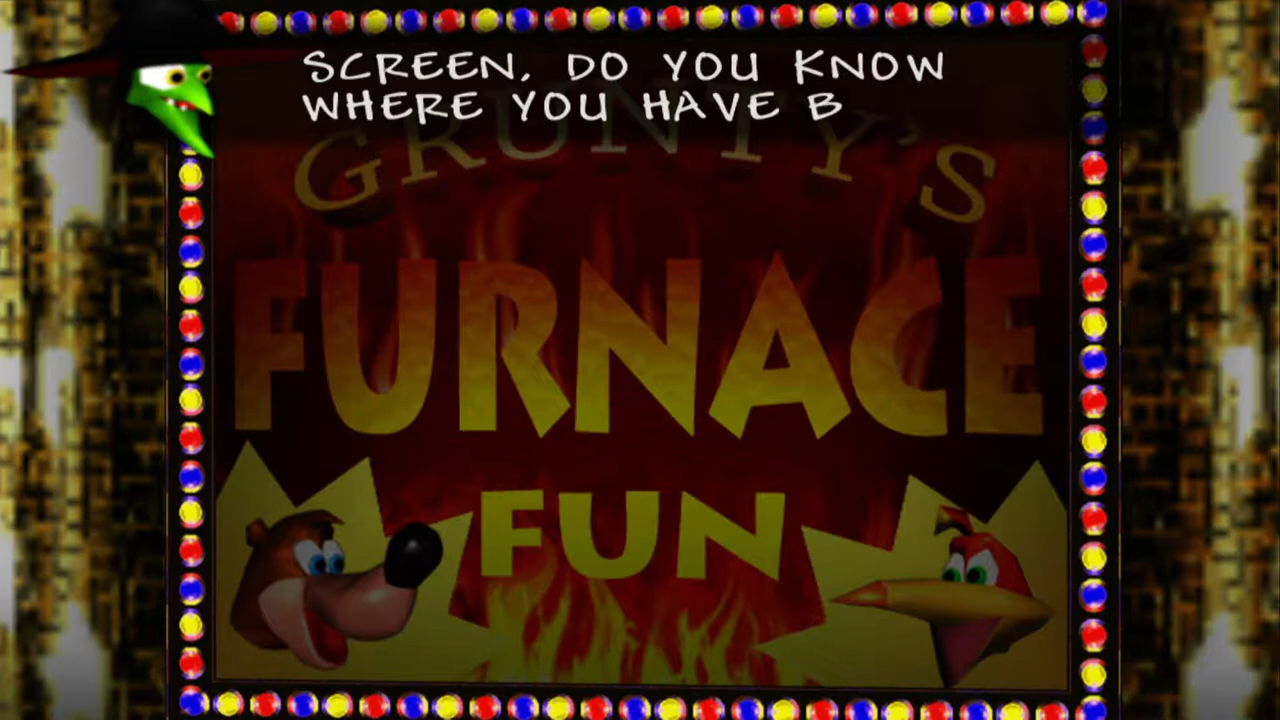 SCREEN, DO YOU KNOW
WHERE YOU HAVE B
GRUNTY'S
FURNACE
FUN